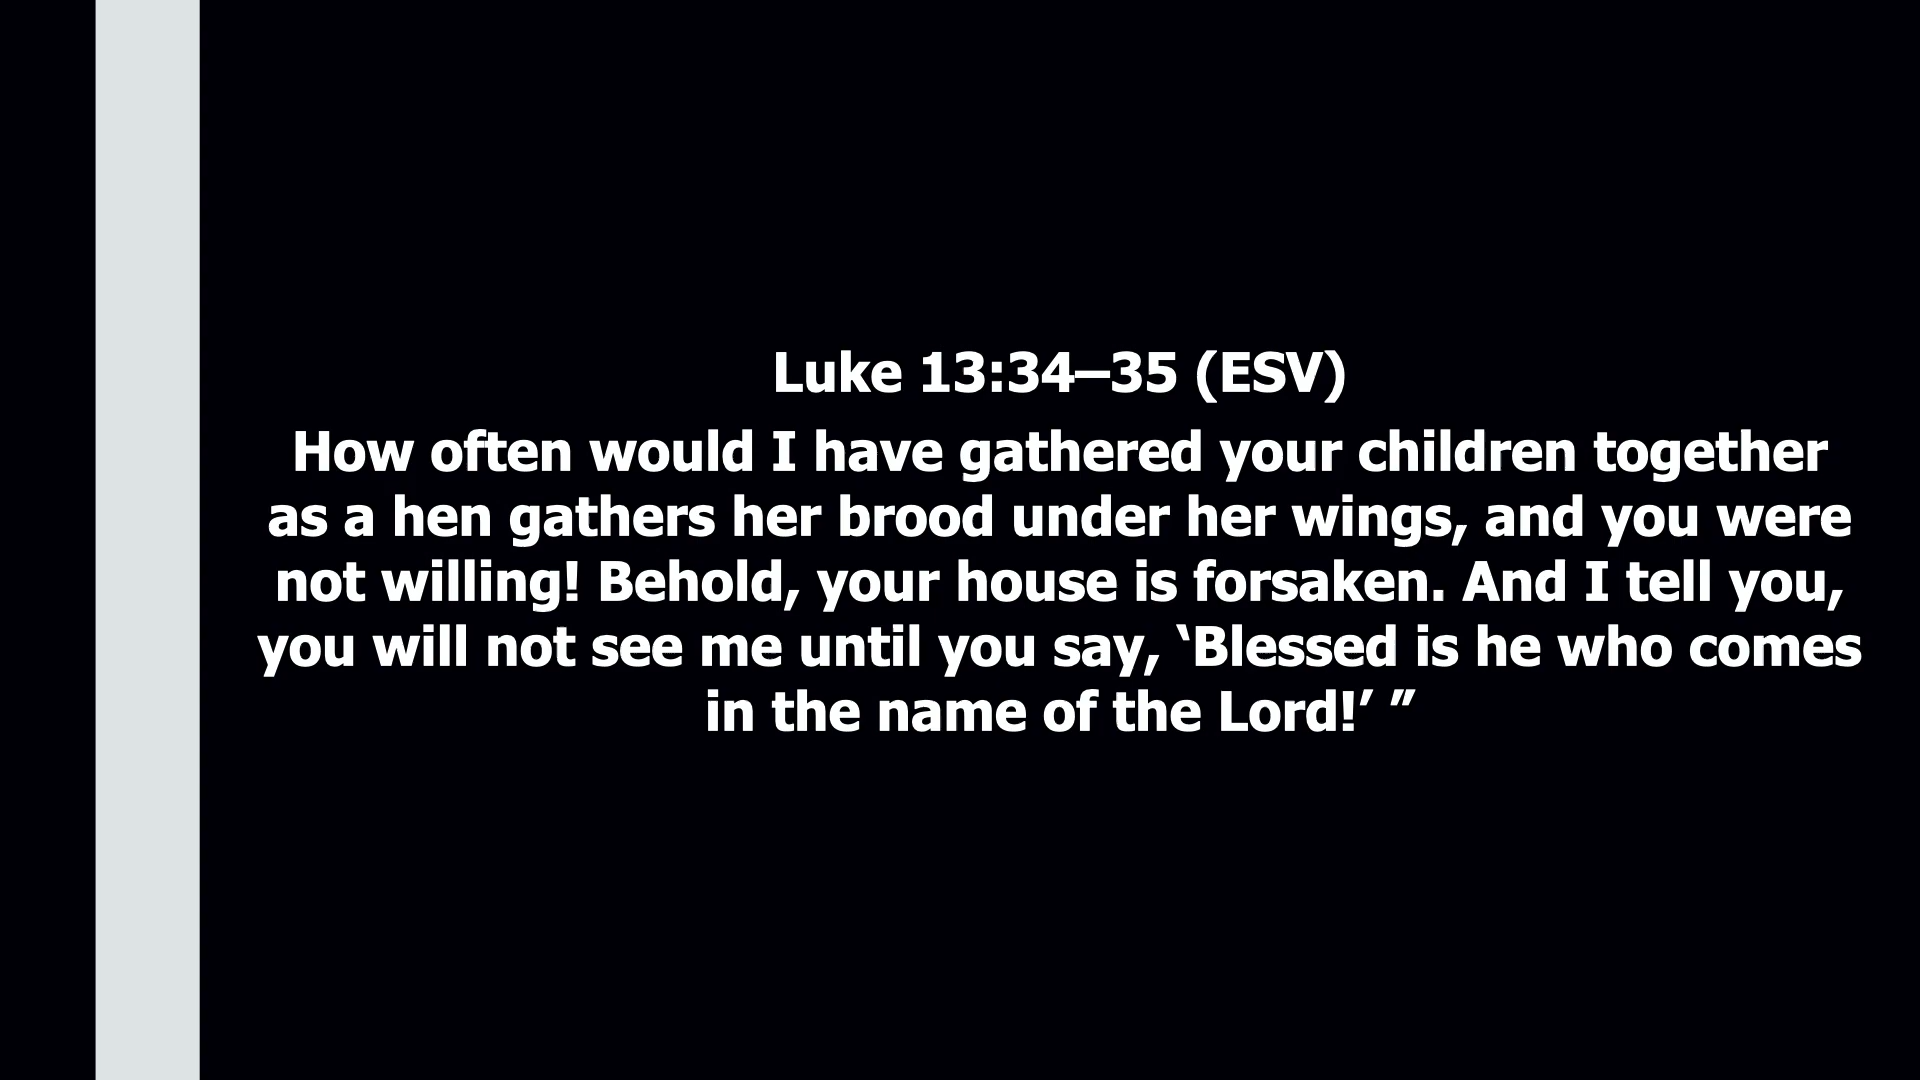 Luke 13:34–35 (ESV)
How often would I have gathered your children together
as a hen gathers her brood under her wings, and you were
not willing! Behold, your house is forsaken. And I tell you,
you will not see me until you say, ‘Blessed is he who comes
in the name of the Lord!’ ”